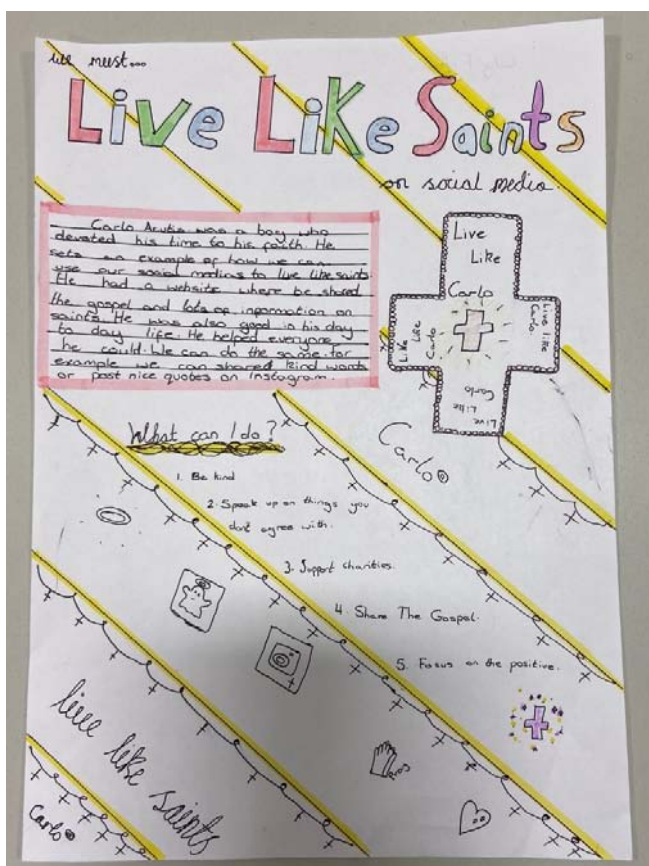 we must...
Live Like Saints
on social media.
Carlo Acutis was a boy who
devoted his time to his faith. He
sets an example of how we can
use our social medias to live like saints.
He had a website where he shared
the gospel and lots of information on
saints. He was also good in his day
to day life. He helped everyone
he could. We can do the same for
example we can shared kind words
or post nice quotes on Instagram.
Live
Like
Carlo
Live
Like
Carlo
Live like
Carlo.
Live
Like
Carlo
Carlo
What can I do?
1. Be kind
2. Speak up on things you
don't agree with.
3. Support charities.
4. Share The Gospel.
5. Focus on the positive.
live like saints
Carlo